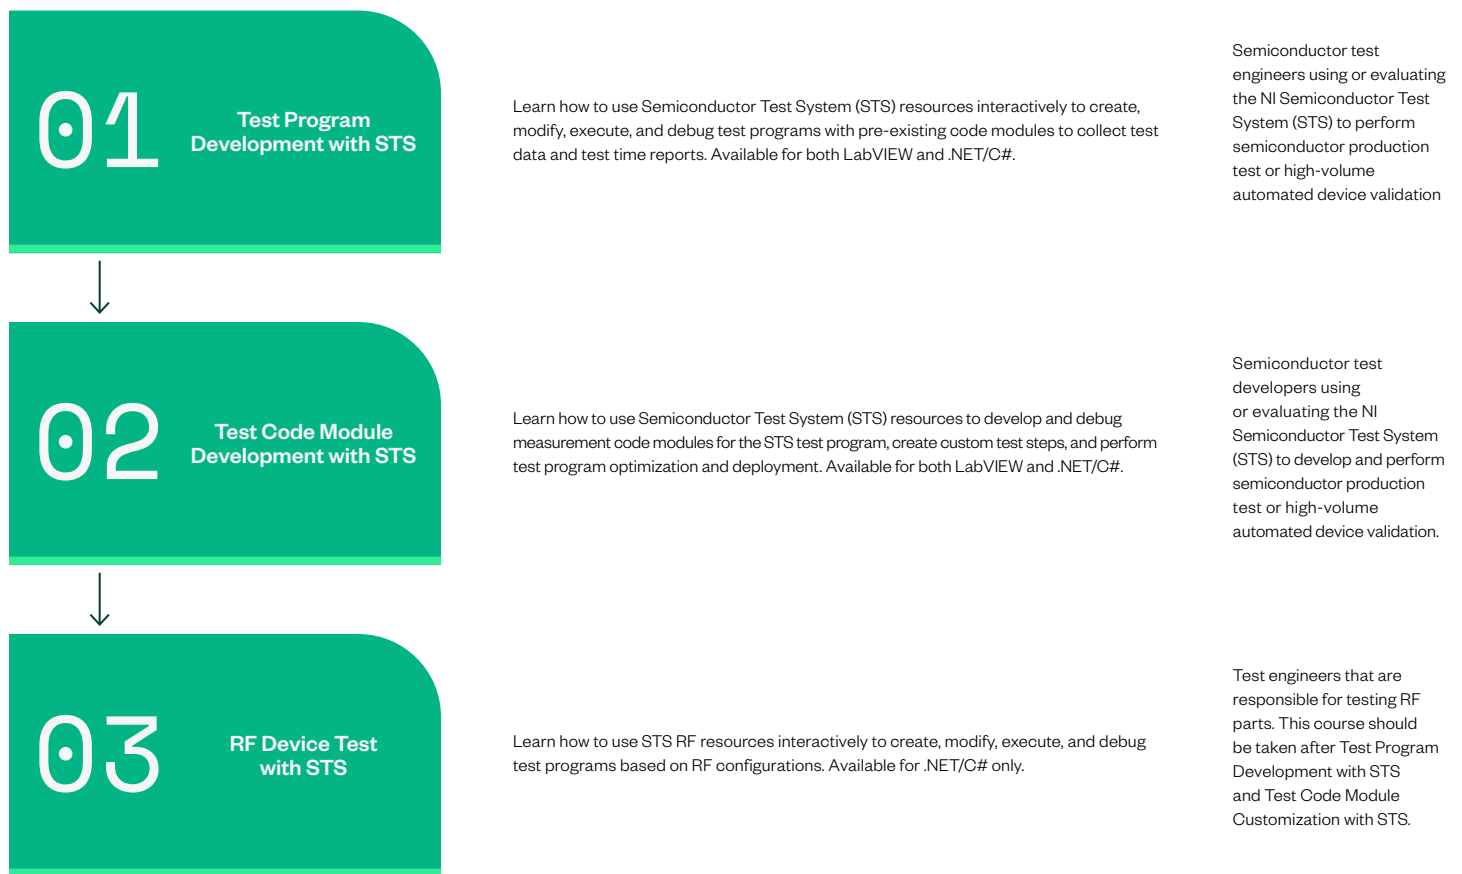 01
Test Program
Development with STS
Learn how to use Semiconductor Test System (STS) resources interactively to create,
modify, execute, and debug test programs with pre-existing code modules to collect test
data and test time reports. Available for both LabVIEW and .NET/C#.
Semiconductor test
engineers using or evaluating
the NI Semiconductor Test
System (STS) to perform
semiconductor production
test or high-volume
automated device validation
02
Test Code Module
Development with STS
Learn how to use Semiconductor Test System (STS) resources to develop and debug
measurement code modules for the STS test program, create custom test steps, and perform
test program optimization and deployment. Available for both LabVIEW and .NET/C#.
Semiconductor test
developers using
or evaluating the NI
Semiconductor Test System
(STS) to develop and perform
semiconductor production
test or high-volume
automated device validation.
03
RF Device Test
with STS
Learn how to use STS RF resources interactively to create, modify, execute, and debug
test programs based on RF configurations. Available for .NET/C# only.
Test engineers that are
responsible for testing RF
parts. This course should
be taken after Test Program
Development with STS
and Test Code Module
Customization with STS.